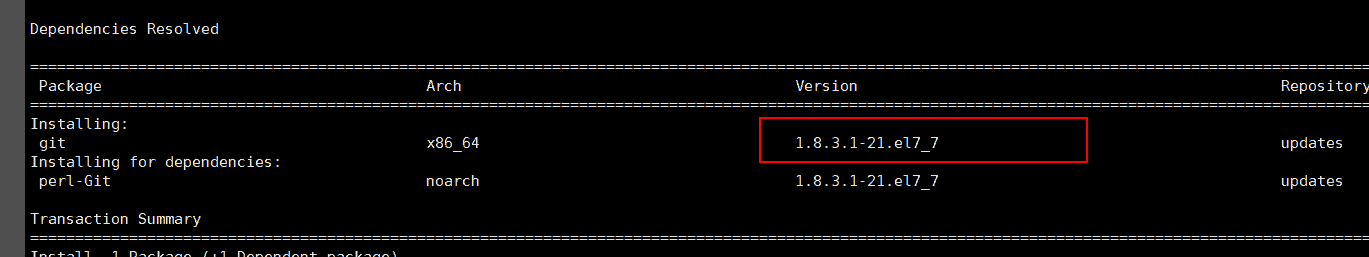 Dependencies Resolved
================================================================================
Package Arch Version Repository
================================================================================
Installing:
git x86_64 1.8.3.1-21.el7_7 updates
Installing for dependencies:
perl-Git noarch 1.8.3.1-21.el7_7 updates
Transaction Summary
================================================================================
Install 1 Package (+1 Dependent package)